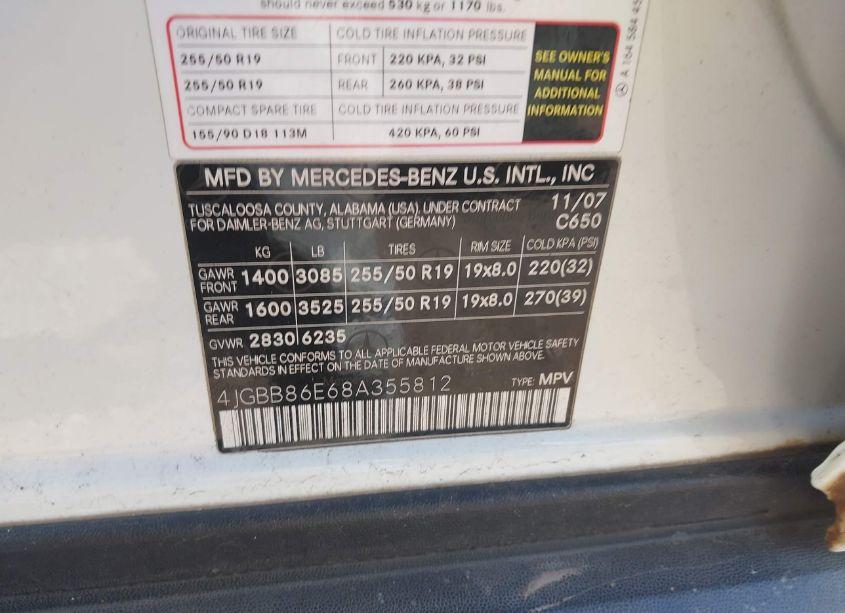 should never exceed 530 kg or 1170 lbs.
ORIGINAL TIRE SIZE COLD TIRE INFLATION PRESSURE
255/50 R19 FRONT 220 KPA, 32 PSI
255/50 R19 REAR 260 KPA, 38 PSI
COMPACT SPARE TIRE COLD TIRE INFLATION PRESSURE
155/90 D18 113M 420 KPA, 60 PSI
SEE OWNER'S
MANUAL FOR
ADDITIONAL
INFORMATION
A 164 584 45
MFD BY MERCEDES-BENZ U.S. INTL., INC
TUSCALOOSA COUNTY, ALABAMA (USA), UNDER CONTRACT 11/07
FOR DAIMLER-BENZ AG, STUTTGART (GERMANY) C650
KG LB TIRES RIM SIZE COLD KPA (PSI)
GAWR FRONT 1400 3085 255/50 R19 19x8.0 220(32)
GAWR REAR 1600 3525 255/50 R19 19x8.0 270(39)
GVWR 2830 6235
THIS VEHICLE CONFORMS TO ALL APPLICABLE FEDERAL MOTOR VEHICLE SAFETY
STANDARDS IN EFFECT ON THE DATE OF MANUFACTURE SHOWN ABOVE.
4JGBB86E68A355812 TYPE: MPV